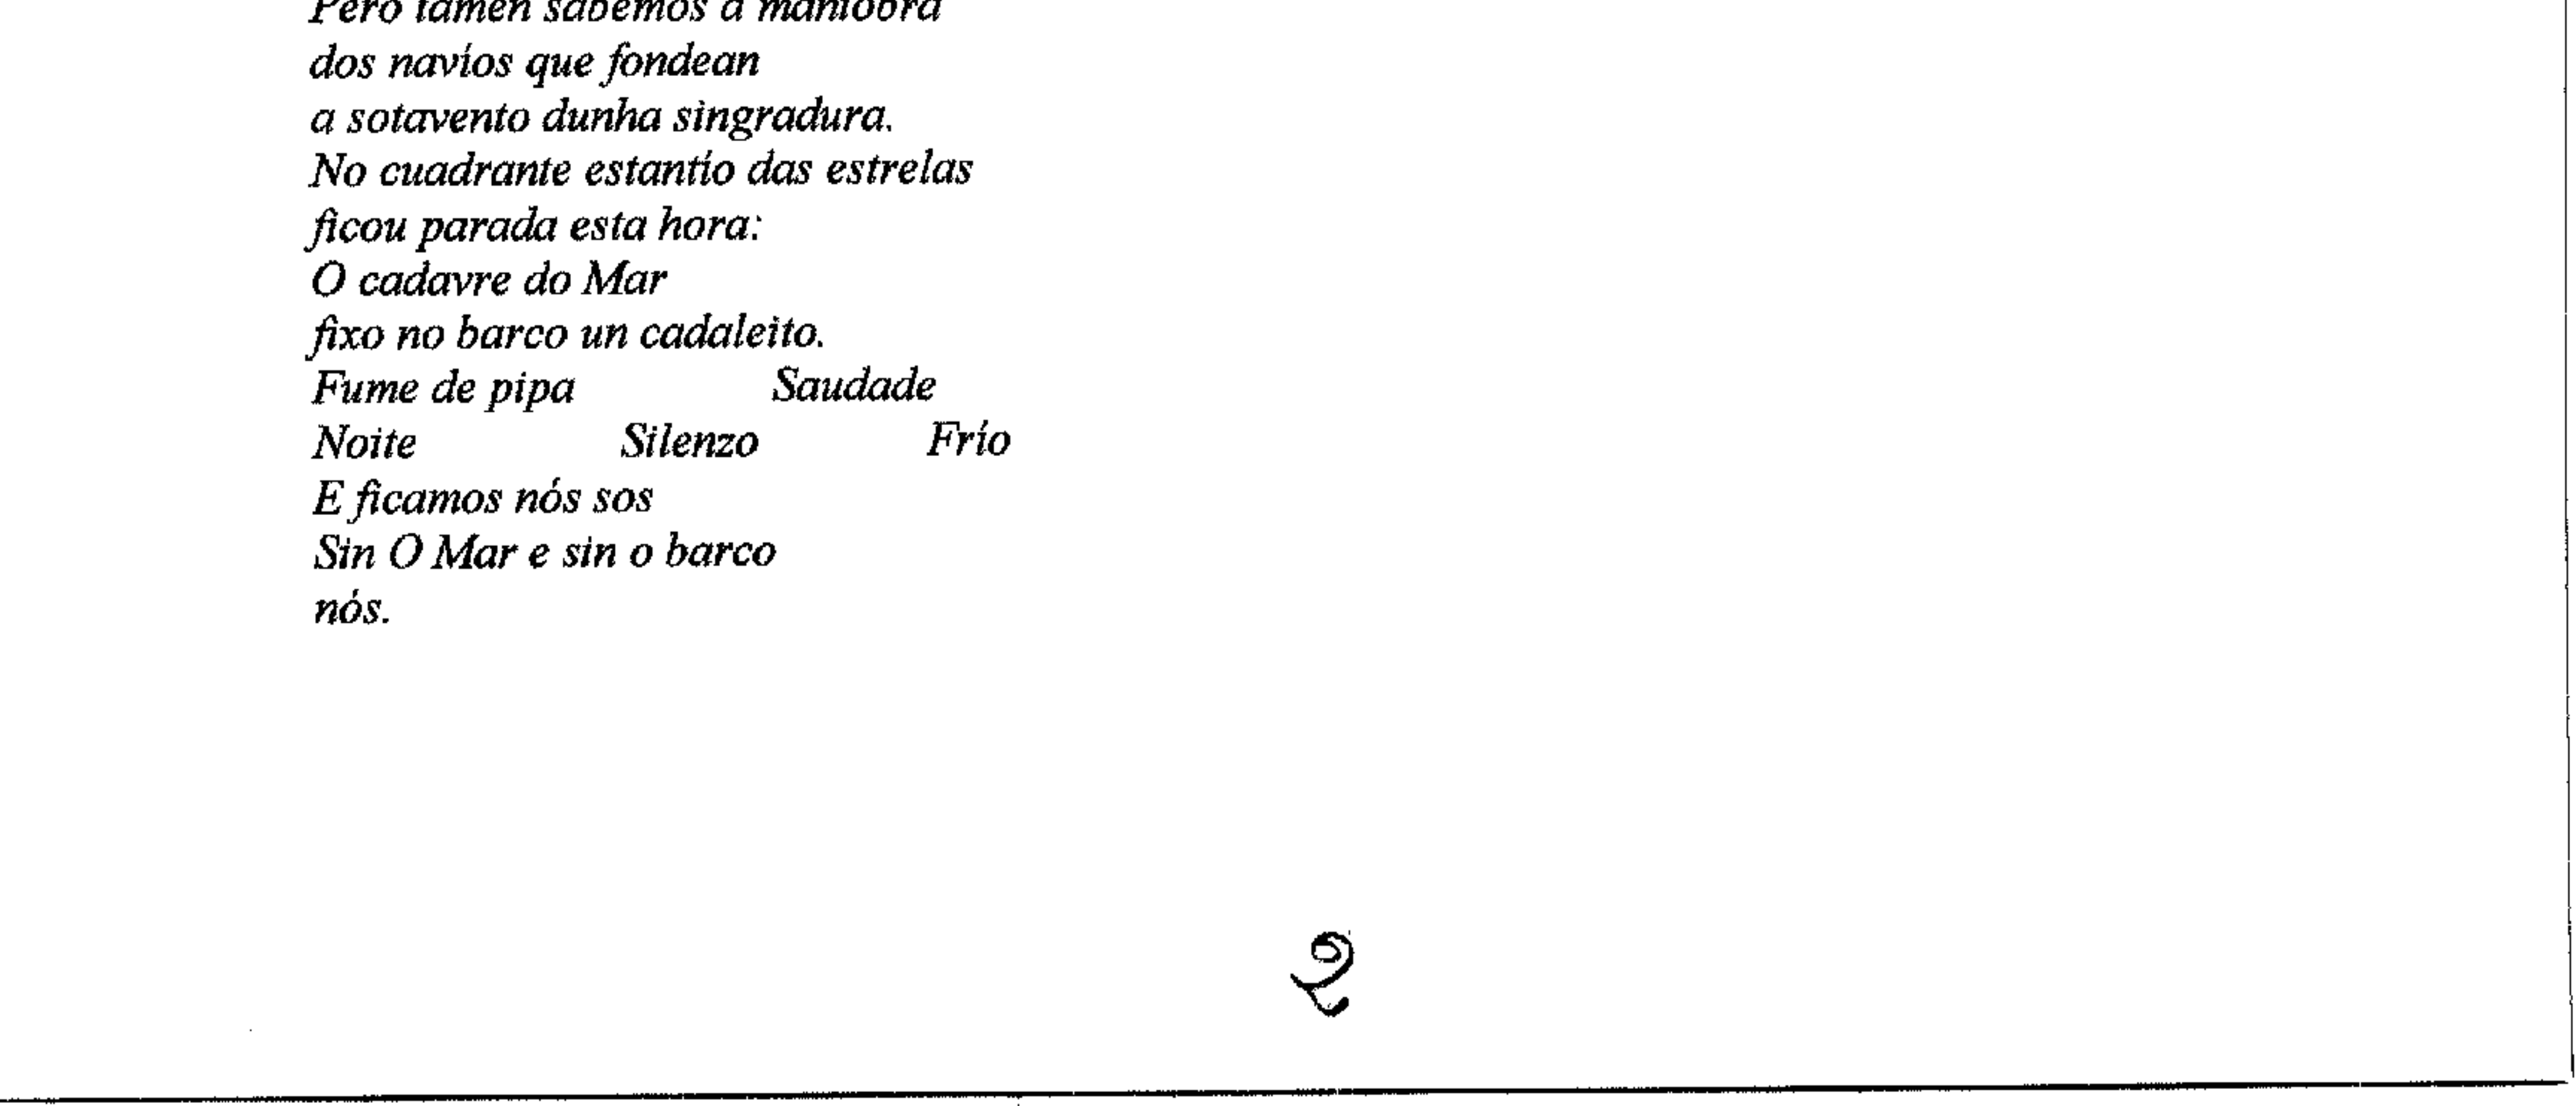 Pero tamén sabemos a maniobra
dos navíos que fondean
a sotavento dunha singradura.
No cuadrante estantío das estrelas
ficou parada esta hora:
O cadavre do Mar
fixo no barco un cadaleito.
Fume de pipa Saudade
Noite Silenzo Frío
E ficamos nós sos
Sin O Mar e sin o barco
nós.
2